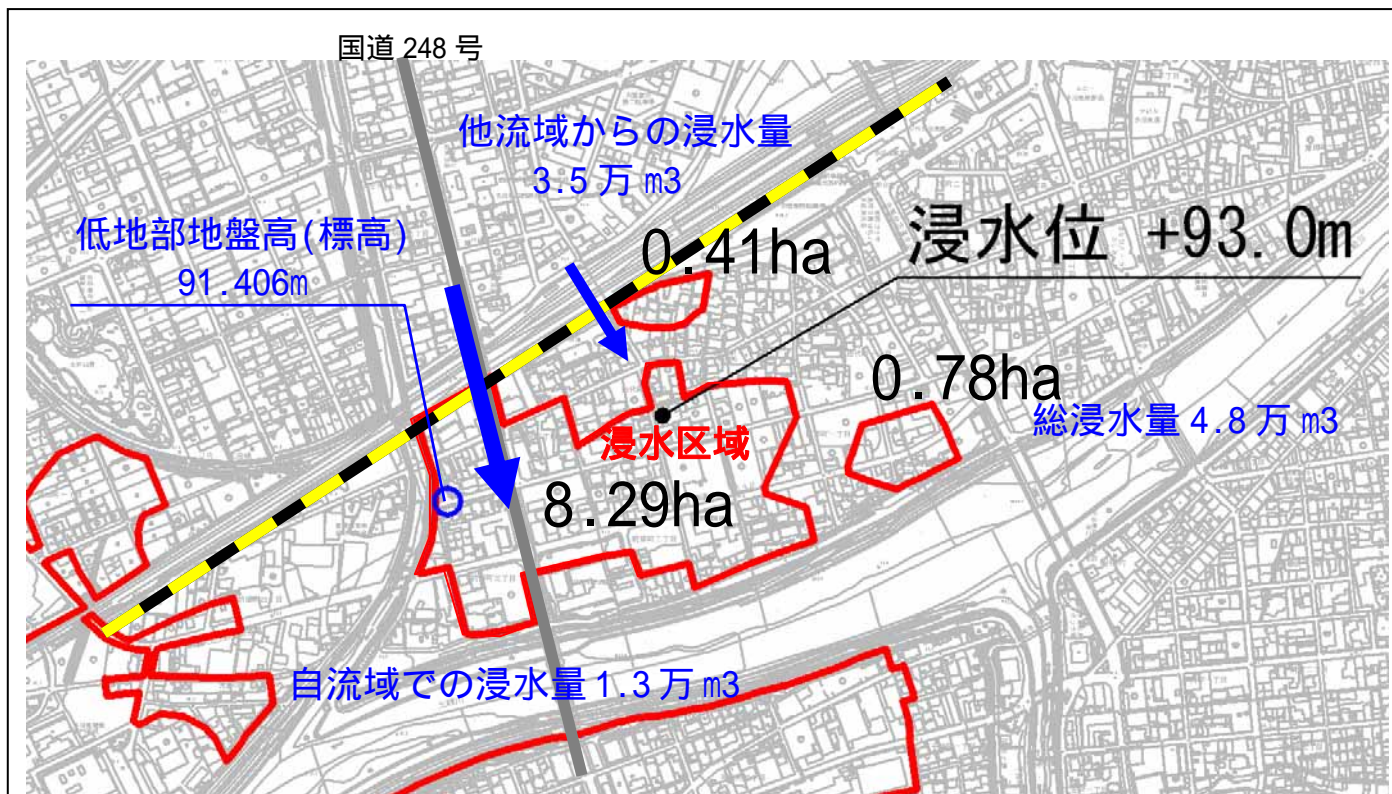 国道 248 号
他流域からの浸水量
3.5 万 m3
低地部地盤高(標高)
91.406m
浸水位 +93.0m
0.41ha
0.78ha
総浸水量 4.8 万 m3
浸水区域
8.29ha
自流域での浸水量 1.3 万 m3